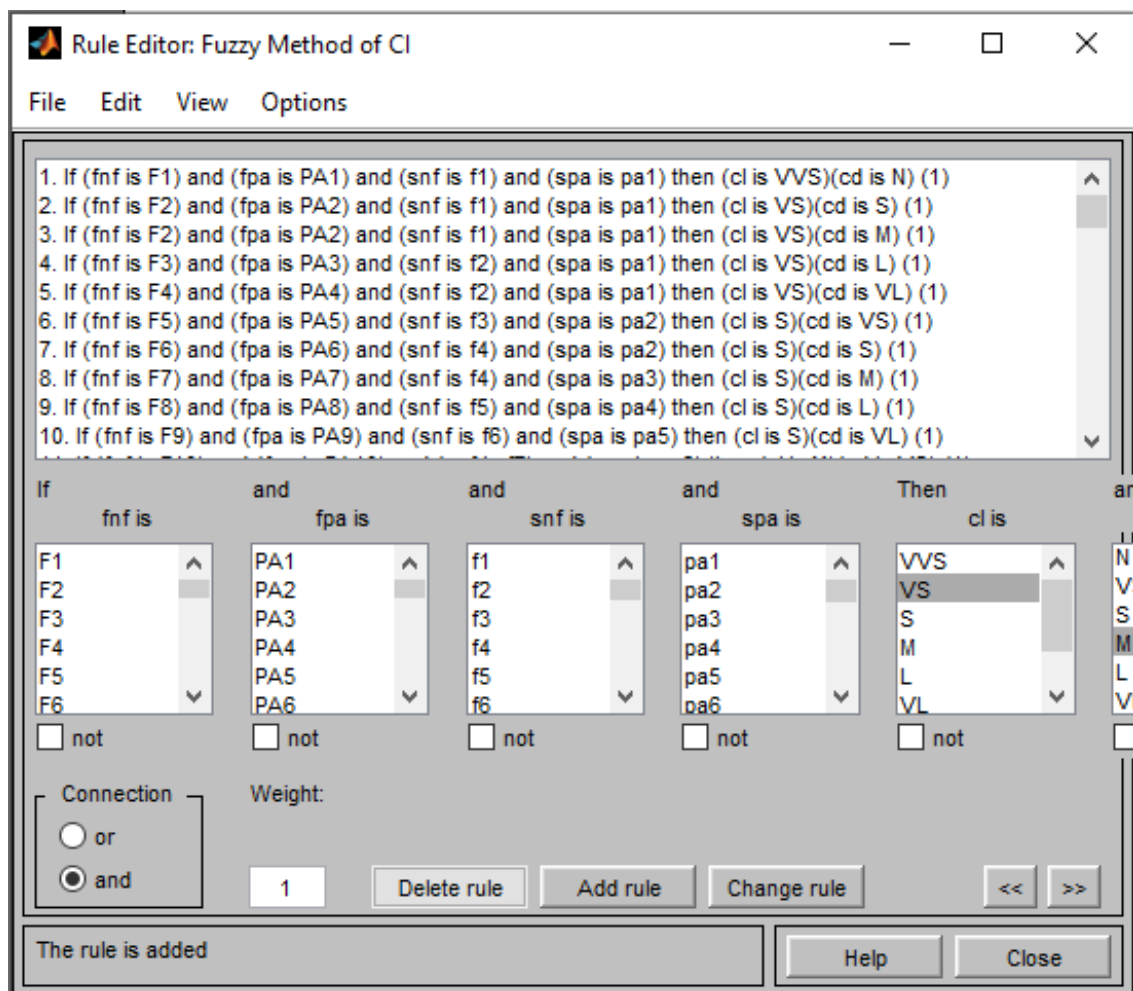 Rule Editor: Fuzzy Method of CI
File Edit View Options
1. If (fnf is F1) and (fpa is PA1) and (snf is f1) and (spa is pa1) then (cl is VVS)(cd is N) (1)
2. If (fnf is F2) and (fpa is PA2) and (snf is f1) and (spa is pa1) then (cl is VS)(cd is S) (1)
3. If (fnf is F2) and (fpa is PA2) and (snf is f1) and (spa is pa1) then (cl is VS)(cd is M) (1)
4. If (fnf is F3) and (fpa is PA3) and (snf is f2) and (spa is pa1) then (cl is VS)(cd is L) (1)
5. If (fnf is F4) and (fpa is PA4) and (snf is f2) and (spa is pa1) then (cl is VS)(cd is VL) (1)
6. If (fnf is F5) and (fpa is PA5) and (snf is f3) and (spa is pa2) then (cl is S)(cd is VS) (1)
7. If (fnf is F6) and (fpa is PA6) and (snf is f4) and (spa is pa2) then (cl is S)(cd is S) (1)
8. If (fnf is F7) and (fpa is PA7) and (snf is f4) and (spa is pa3) then (cl is S)(cd is M) (1)
9. If (fnf is F8) and (fpa is PA8) and (snf is f5) and (spa is pa4) then (cl is S)(cd is L) (1)
10. If (fnf is F9) and (fpa is PA9) and (snf is f6) and (spa is pa5) then (cl is S)(cd is VL) (1)
If and and and Then
fnf is fpa is snf is spa is cl is
F1 PA1 f1 pa1 VVS N
F2 PA2 f2 pa2 VS
F3 PA3 f3 pa3 S S
F4 PA4 f4 pa4 M M
F5 PA5 f5 pa5 L L
F6 PA6 f6 pa6 VL
not not not not not
Connection Weight:
or
and 1 Delete rule Add rule Change rule << >>
The rule is added Help Close